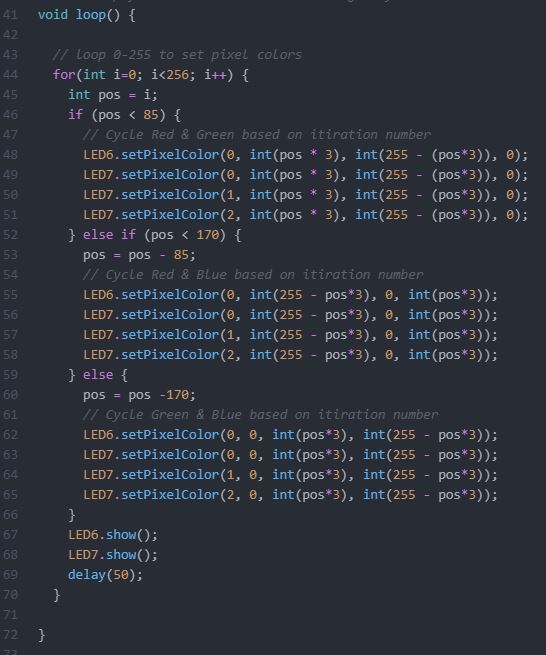 41 void loop() {
42
43 // loop 0-255 to set pixel colors
44 for(int i=0; i<256; i++) {
45 int pos = i;
46 if (pos < 85) {
47 // Cycle Red & Green based on itiration number
48 LED6.setPixelColor(0, int(pos * 3), int(255 - (pos*3)), 0);
49 LED7.setPixelColor(0, int(pos * 3), int(255 - (pos*3)), 0);
50 LED7.setPixelColor(1, int(pos * 3), int(255 - (pos*3)), 0);
51 LED7.setPixelColor(2, int(pos * 3), int(255 - (pos*3)), 0);
52 } else if (pos < 170) {
53 pos = pos - 85;
54 // Cycle Red & Blue based on itiration number
55 LED6.setPixelColor(0, int(255 - pos*3), 0, int(pos*3));
56 LED7.setPixelColor(0, int(255 - pos*3), 0, int(pos*3));
57 LED7.setPixelColor(1, int(255 - pos*3), 0, int(pos*3));
58 LED7.setPixelColor(2, int(255 - pos*3), 0, int(pos*3));
59 } else {
60 pos = pos -170;
61 // Cycle Green & Blue based on itiration number
62 LED6.setPixelColor(0, 0, int(pos*3), int(255 - pos*3));
63 LED7.setPixelColor(0, 0, int(pos*3), int(255 - pos*3));
64 LED7.setPixelColor(1, 0, int(pos*3), int(255 - pos*3));
65 LED7.setPixelColor(2, 0, int(pos*3), int(255 - pos*3));
66 }
67 LED6.show();
68 LED7.show();
69 delay(50);
70 }
71
72 }